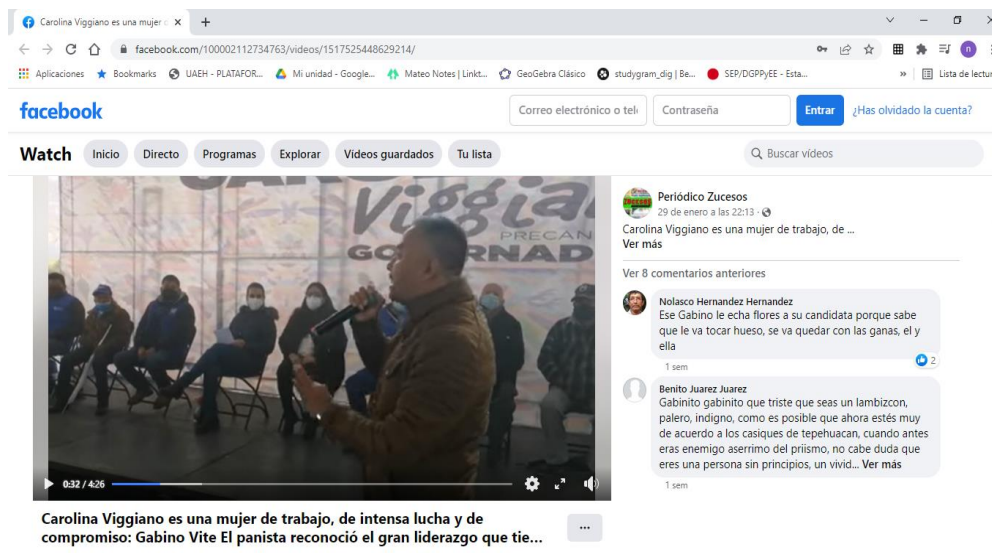 Carolina Viggiano es una mujer d
facebook.com/100002112734763/videos/1517525448629214/
Aplicaciones
Bookmarks
UAEH - PLATAFOR...
Mi unidad - Google...
Mateo Notes | Linkt...
GeoGebra Clásico
studygram_dig | Be...
SEP/DGPPyEE - Esta...
»
Lista de lectur
n
facebook
Correo electrónico o tel
Contraseña
Entrar
¿Has olvidado la cuenta?
Watch
Inicio
Directo
Programas
Explorar
Vídeos guardados
Tu lista
Buscar vídeos
Viggia
PRECAN
GO RNAD
0:32 / 4:26
Carolina Viggiano es una mujer de trabajo, de intensa lucha y de
compromiso: Gabino Vite El panista reconoció el gran liderazgo que tie...
Periódico Zucesos
29 de enero a las 22:13 ·
Carolina Viggiano es una mujer de trabajo, de ...
Ver más
Ver 8 comentarios anteriores
Nolasco Hernandez Hernandez
Ese Gabino le echa flores a su candidata porque sabe
que le va tocar hueso, se va quedar con las ganas, el y
ella
2
1 sem
Benito Juarez Juarez
Gabinito gabinito que triste que seas un lambizcon,
palero, indigno, como es posible que ahora estés muy
de acuerdo a los casiques de tepehuacan, cuando antes
eras enemigo aserrimo del priismo, no cabe duda que
eres una persona sin principios, un vivid... Ver más
1 sem